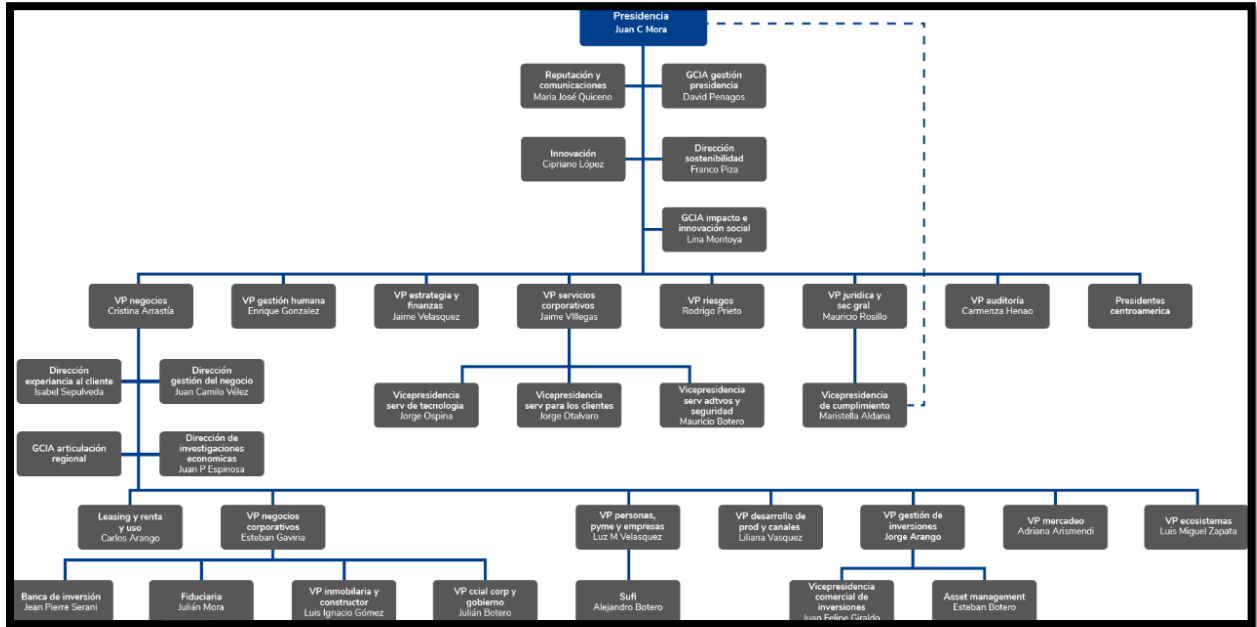 Presidencia
Juan C Mora
Reputación y
comunicaciones
Maria José Quiceno
GCIA gestión
presidencia
David Penagos
Innovación
Cipriano López
Dirección
sostenibilidad
Franco Piza
GCIA impacto e
innovación social
Lina Montoya
VP negocios
Cristina Arrastía
VP gestión humana
Enrique Gonzalez
VP estrategia y
finanzas
Jaime Velasquez
VP servicios
corporativos
Jaime VIllegas
VP riesgos
Rodrigo Prieto
VP juridica y
sec gral
Mauricio Rosillo
VP auditoría
Carmenza Henao
Presidentes
centroamerica
Dirección
experiancia al cliente
Isabel Sepulveda
Dirección
gestión del negocio
Juan Camilo Vélez
Vicepresidencia
serv de tecnologia
Jorge Ospina
Vicepresidencia
serv para los clientes
Jorge Otalvaro
Vicepresidencia
serv adtvos y
seguridad
Mauricio Botero
Vicepresidencia
de cumplimiento
Maristella Aldana
GCIA articulación
regional
Dirección de
investigaciones
economicas
Juan P Espinosa
Leasing y renta
y uso
Carlos Arango
VP negocios
corporativos
Esteban Gaviria
VP personas,
pyme y empresas
Luz M Velasquez
VP desarrollo de
prod y canales
Liliana Vasquez
VP gestión de
inversiones
Jorge Arango
VP mercadeo
Adriana Arismendi
VP ecosistemas
Luis Miguel Zapata
Banca de inversión
Jean Pierre Serani
Fiduciaria
Julián Mora
VP inmobilaria y
constructor
Luis Ignacio Gómez
VP ccial corp y
gobierno
Julián Botero
Sufi
Alejandro Botero
Vicepresidencia
comercial de
inversiones
Juan Felipe Giraldo
Asset management
Esteban Botero